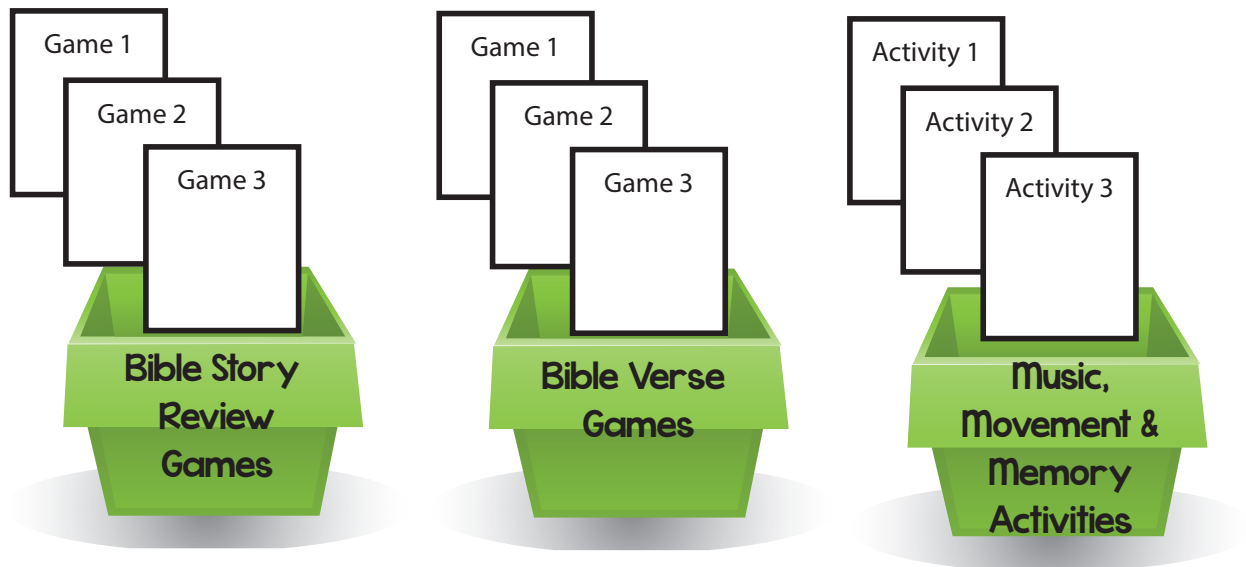 Game 1
Game 2
Game 3
Bible Story
Review
Games
Game 1
Game 2
Game 3
Bible Verse
Games
Activity 1
Activity 2
Activity 3
Music,
Movement &
Memory
Activities